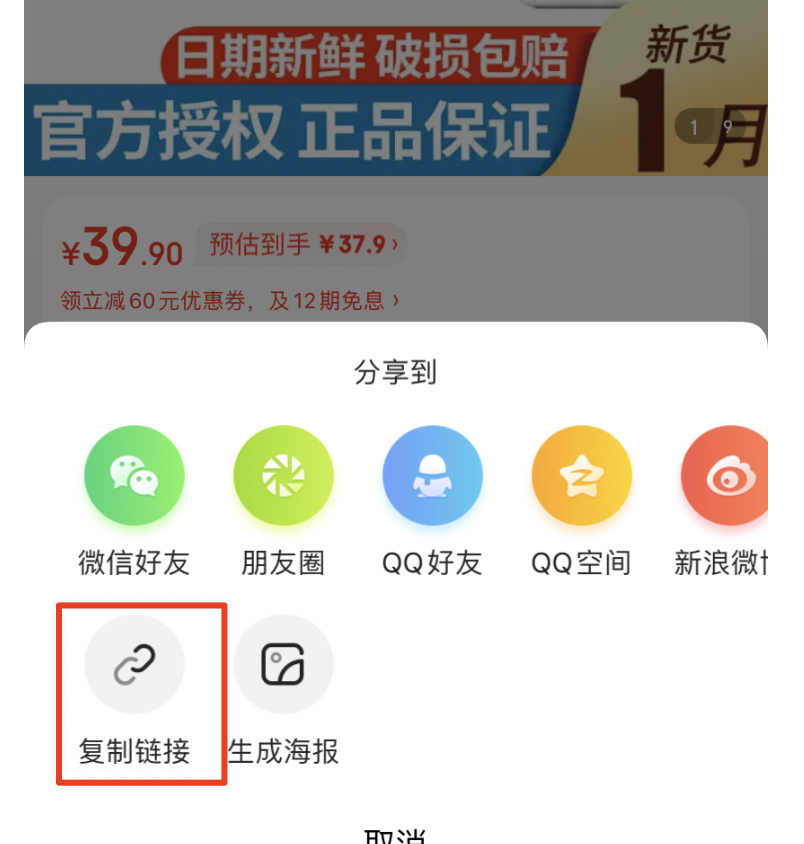 日期新鲜 破损包赔
新货
官方授权 正品保证
1月
1 9
¥39.90 预估到手 ¥37.9 ›
领立减60元优惠券，及12期免息 ›
分享到
微信好友 朋友圈 QQ好友 QQ空间 新浪微博
复制链接 生成海报
取消